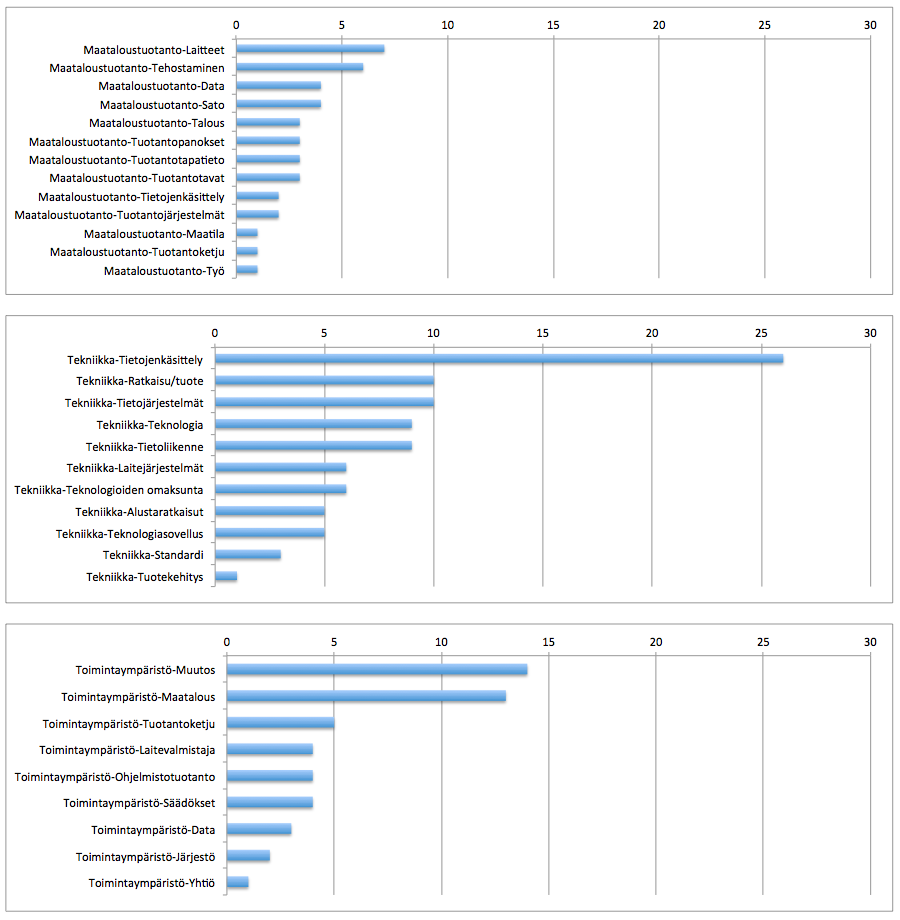 0 5 10 15 20 25 30
Maataloustuotanto-Laitteet
Maataloustuotanto-Tehostaminen
Maataloustuotanto-Data
Maataloustuotanto-Sato
Maataloustuotanto-Talous
Maataloustuotanto-Tuotantopanokset
Maataloustuotanto-Tuotantotapatieto
Maataloustuotanto-Tuotantotavat
Maataloustuotanto-Tietojenkäsittely
Maataloustuotanto-Tuotantojärjestelmät
Maataloustuotanto-Maatila
Maataloustuotanto-Tuotantoketju
Maataloustuotanto-Työ
0 5 10 15 20 25 30
Tekniikka-Tietojenkäsittely
Tekniikka-Ratkaisu/tuote
Tekniikka-Tietojärjestelmät
Tekniikka-Teknologia
Tekniikka-Tietoliikenne
Tekniikka-Laitejärjestelmät
Tekniikka-Teknologioiden omaksunta
Tekniikka-Alustaratkaisut
Tekniikka-Teknologiasovellus
Tekniikka-Standardi
Tekniikka-Tuotekehitys
0 5 10 15 20 25 30
Toimintaympäristö-Muutos
Toimintaympäristö-Maatalous
Toimintaympäristö-Tuotantoketju
Toimintaympäristö-Laitevalmistaja
Toimintaympäristö-Ohjelmistotuotanto
Toimintaympäristö-Säädökset
Toimintaympäristö-Data
Toimintaympäristö-Järjestö
Toimintaympäristö-Yhtiö